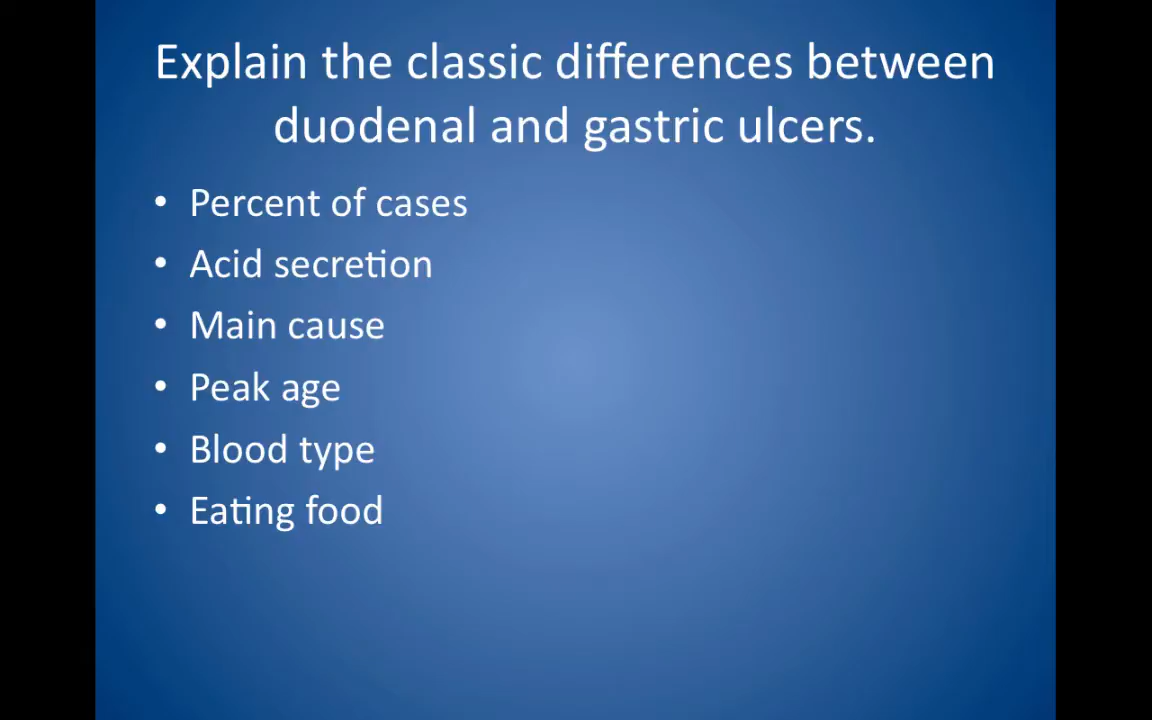 Explain the classic differences between
duodenal and gastric ulcers.
• Percent of cases
• Acid secretion
• Main cause
• Peak age
• Blood type
• Eating food